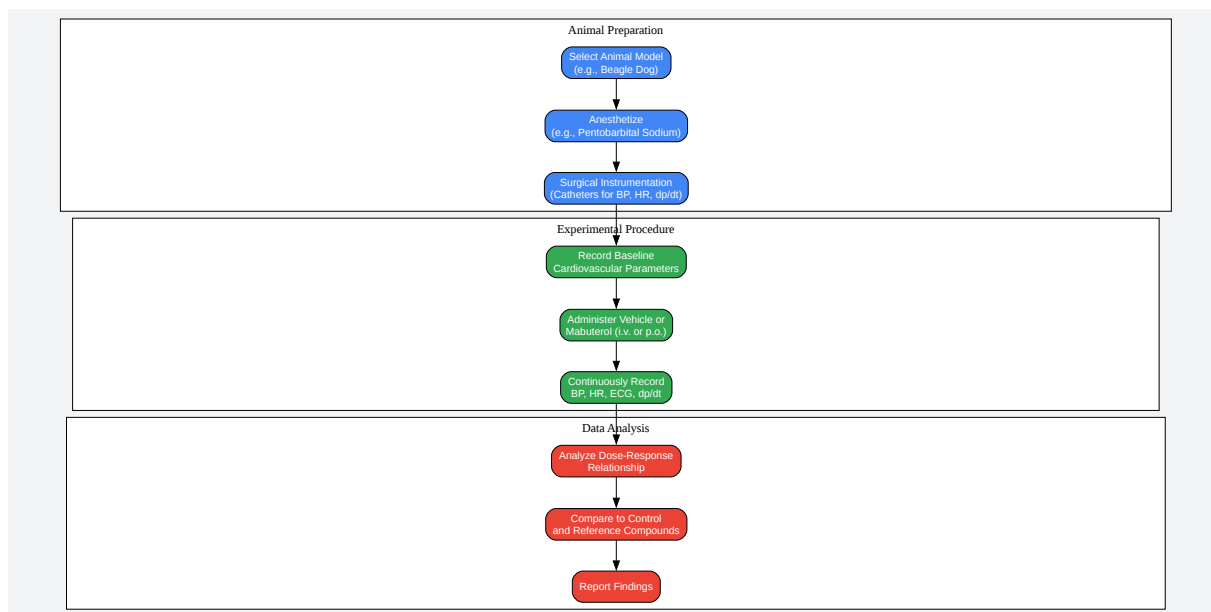 Animal Preparation
Select Animal Model
(e.g., Beagle Dog)
Anesthetize
(e.g., Pentobarbital Sodium)
Surgical Instrumentation
(Catheters for BP, HR, dp/dt)
Experimental Procedure
Record Baseline
Cardiovascular Parameters
Administer Vehicle or
Mabuterol (i.v. or p.o.)
Continuously Record
BP, HR, ECG, dp/dt
Data Analysis
Analyze Dose-Response
Relationship
Compare to Control
and Reference Compounds
Report Findings